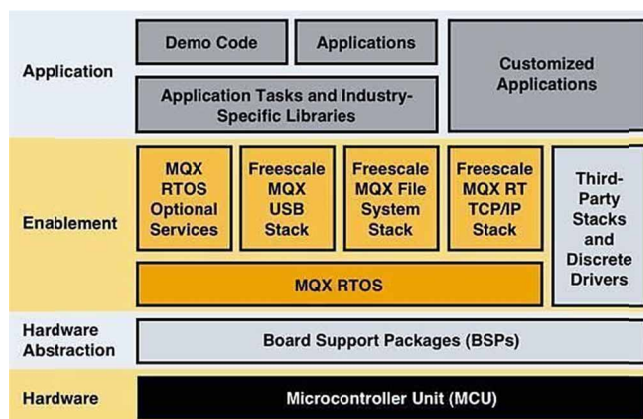 Application
Demo Code
Applications
Customized
Applications
Application Tasks and Industry-
Specific Libraries
Enablement
MQX
RTOS
Optional
Services
Freescale
MQX
USB
Stack
Freescale
MQX File
System
Stack
Freescale
MQX RT
TCP/IP
Stack
Third-
Party
Stacks
and
Discrete
Drivers
MQX RTOS
Hardware
Abstraction
Board Support Packages (BSPs)
Hardware
Microcontroller Unit (MCU)